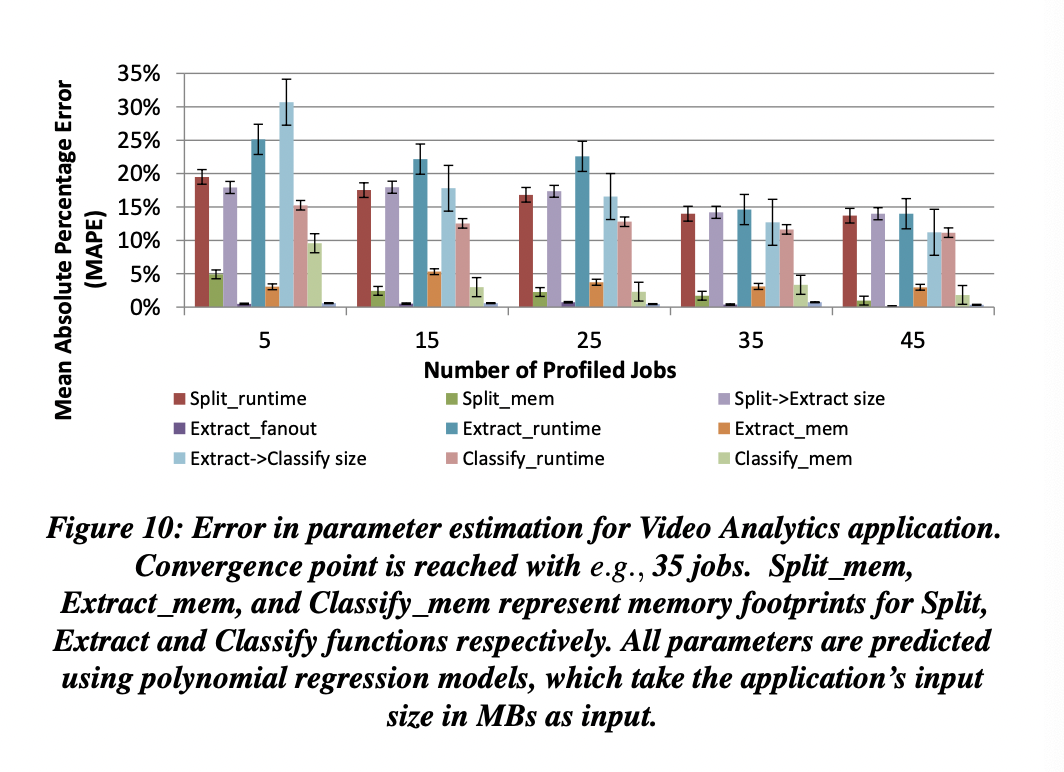 Mean Absolute Percentage Error
(MAPE)
35%
30%
25%
20%
15%
10%
5%
0%
5 15 25 35 45
Number of Profiled Jobs
Split_runtime Split_mem Split->Extract size
Extract_fanout Extract_runtime Extract_mem
Extract->Classify size Classify_runtime Classify_mem
Figure 10: Error in parameter estimation for Video Analytics application.
Convergence point is reached with e.g., 35 jobs. Split_mem,
Extract_mem, and Classify_mem represent memory footprints for Split,
Extract and Classify functions respectively. All parameters are predicted
using polynomial regression models, which take the application’s input
size in MBs as input.